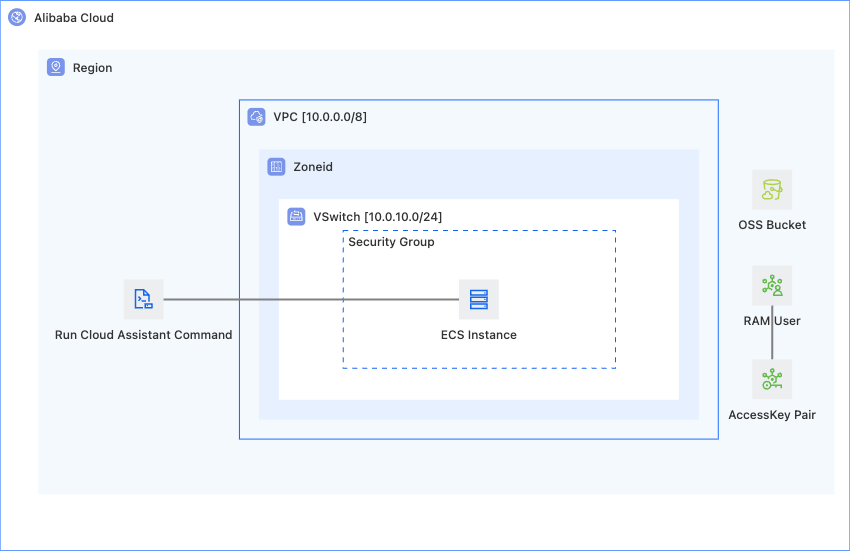 Alibaba Cloud
Region
VPC [10.0.0.0/8]
Zoneid
VSwitch [10.0.10.0/24]
Security Group
OSS Bucket
RAM User
Run Cloud Assistant Command
ECS Instance
AccessKey Pair